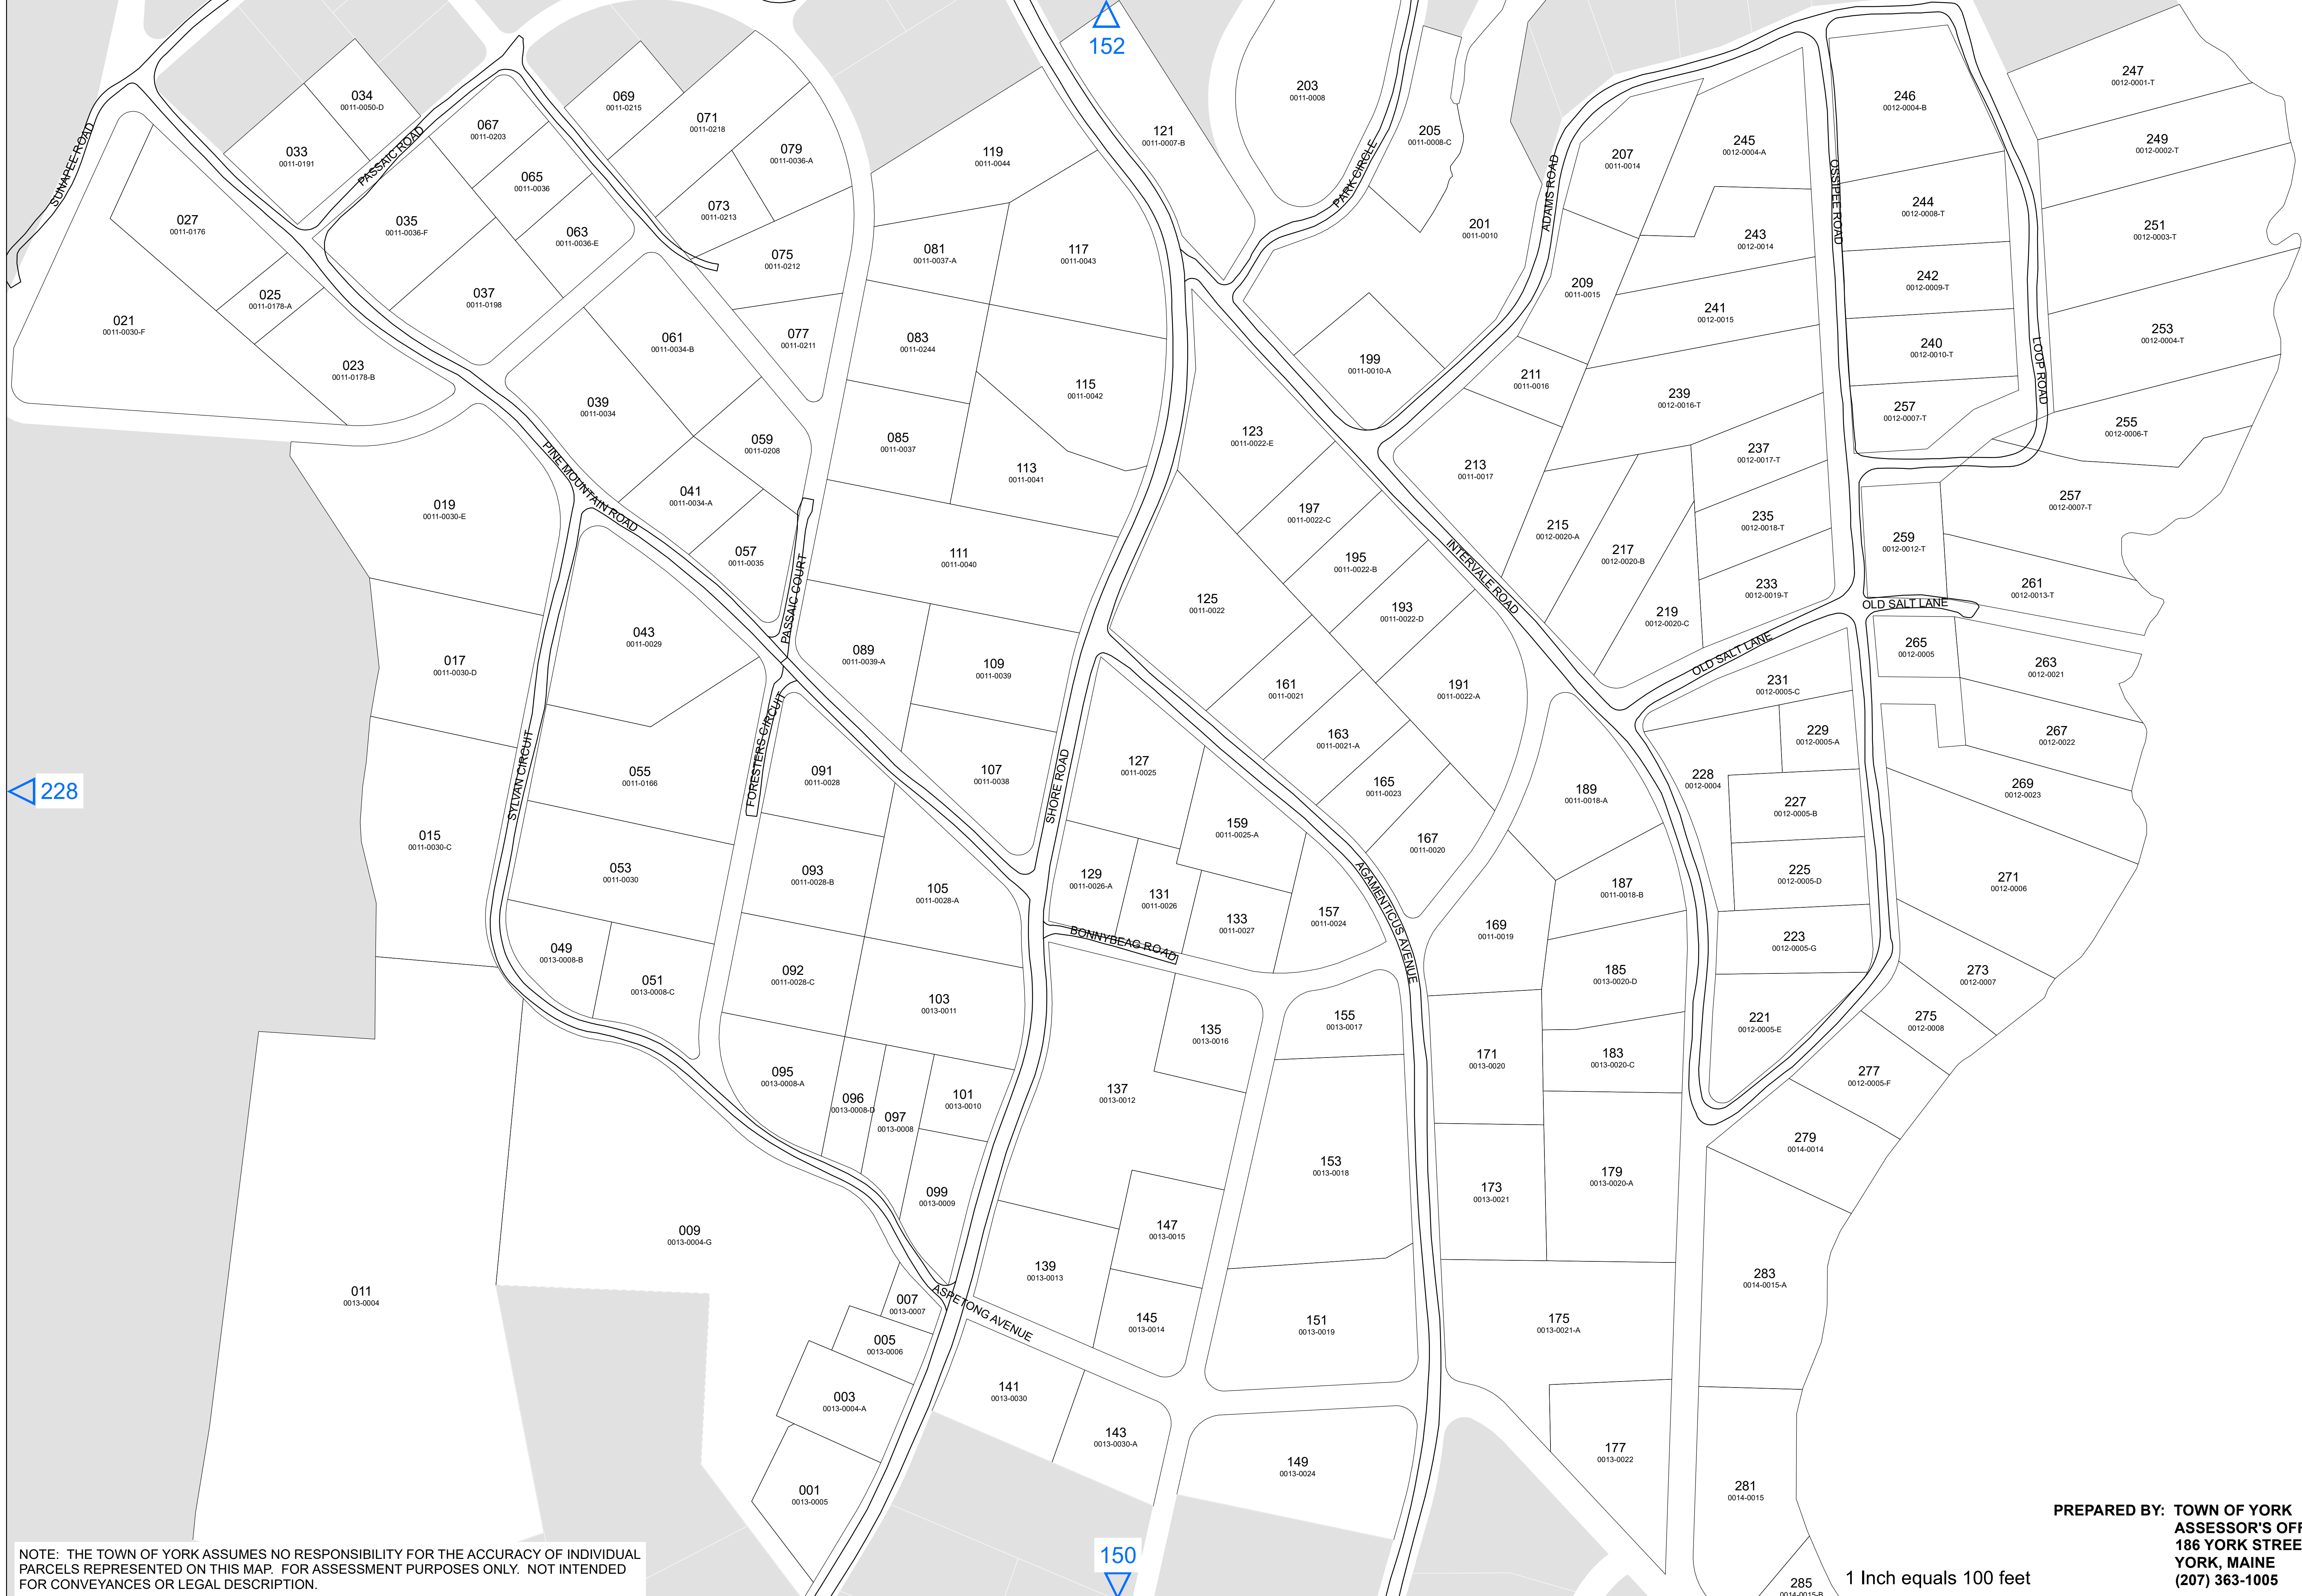 152
034
0011-0050-D
033
0011-0191
SUNAPEE ROAD
PASSAIC ROAD
067
0011-0203
065
0011-0036
063
0011-0036-E
035
0011-0036-F
037
0011-0198
069
0011-0215
071
0011-0218
079
0011-0036-A
073
0011-0213
075
0011-0212
077
0011-0211
027
0011-0176
025
0011-0178-A
021
0011-0030-F
023
0011-0178-B
119
0011-0044
121
0011-0007-B
203
0011-0008
205
0011-0008-C
PARK CIRCLE
201
0011-0010
199
0011-0010-A
081
0011-0037-A
117
0011-0043
083
0011-0244
115
0011-0042
085
0011-0037
113
0011-0041
111
0011-0040
061
0011-0034-B
039
0011-0034
059
0011-0208
041
0011-0034-A
057
0011-0035
PINE MOUNTAIN ROAD
PASSAIC COURT
ADAMS ROAD
207
0011-0014
209
0011-0015
211
0011-0016
213
0011-0017
245
0012-0004-A
243
0012-0014
241
0012-0015
239
0012-0016-T
OSSIPEE ROAD
246
0012-0004-B
244
0012-0008-T
242
0012-0009-T
240
0012-0010-T
257
0012-0007-T
LOOP ROAD
247
0012-0001-T
249
0012-0002-T
251
0012-0003-T
253
0012-0004-T
255
0012-0006-T
257
0012-0007-T
237
0012-0017-T
235
0012-0018-T
233
0012-0019-T
215
0012-0020-A
217
0012-0020-B
219
0012-0020-C
259
0012-0012-T
261
0012-0013-T
OLD SALT LANE
OLD SALT LANE
265
0012-0005
263
0012-0021
267
0012-0022
269
0012-0023
271
0012-0006
273
0012-0007
275
0012-0008
277
0012-0005-F
279
0014-0014
231
0012-0005-C
229
0012-0005-A
228
0012-0004
227
0012-0005-B
225
0012-0005-D
223
0012-0005-G
221
0012-0005-E
123
0011-0022-E
197
0011-0022-C
195
0011-0022-B
193
0011-0022-D
191
0011-0022-A
INTERVALE ROAD
125
0011-0022
161
0011-0021
163
0011-0021-A
165
0011-0023
167
0011-0020
189
0011-0018-A
187
0011-0018-B
169
0011-0019
185
0013-0020-D
183
0013-0020-C
171
0013-0020
173
0013-0021
179
0013-0020-A
175
0013-0021-A
177
0013-0022
019
0011-0030-E
017
0011-0030-D
015
0011-0030-C
228
SYLVAN CIRCUIT
043
0011-0029
055
0011-0166
053
0011-0030
049
0013-0008-B
051
0013-0008-C
FORESTERS CIRCUIT
089
0011-0039-A
109
0011-0039
107
0011-0038
SHORE ROAD
091
0011-0028
093
0011-0028-B
105
0011-0028-A
092
0011-0028-C
103
0013-0011
095
0013-0008-A
096
0013-0008-D
097
0013-0008
101
0013-0010
099
0013-0009
127
0011-0025
159
0011-0025-A
129
0011-0026-A
131
0011-0026
133
0011-0027
157
0011-0024
BONNYBEAG ROAD
AGAMENTICUS AVENUE
135
0013-0016
155
0013-0017
137
0013-0012
153
0013-0018
147
0013-0015
139
0013-0013
145
0013-0014
151
0013-0019
149
0013-0024
ASPETONG AVENUE
141
0013-0030
143
0013-0030-A
009
0013-0004-G
011
0013-0004
007
0013-0007
005
0013-0006
003
0013-0004-A
001
0013-0005
283
0014-0015-A
281
0014-0015
285
0014-0015-B
150
NOTE: THE TOWN OF YORK ASSUMES NO RESPONSIBILITY FOR THE ACCURACY OF INDIVIDUAL
PARCELS REPRESENTED ON THIS MAP. FOR ASSESSMENT PURPOSES ONLY. NOT INTENDED
FOR CONVEYANCES OR LEGAL DESCRIPTION.
1 Inch equals 100 feet
PREPARED BY: TOWN OF YORK
ASSESSOR'S
186 YORK
YORK, MAINE
(207) 363-1005